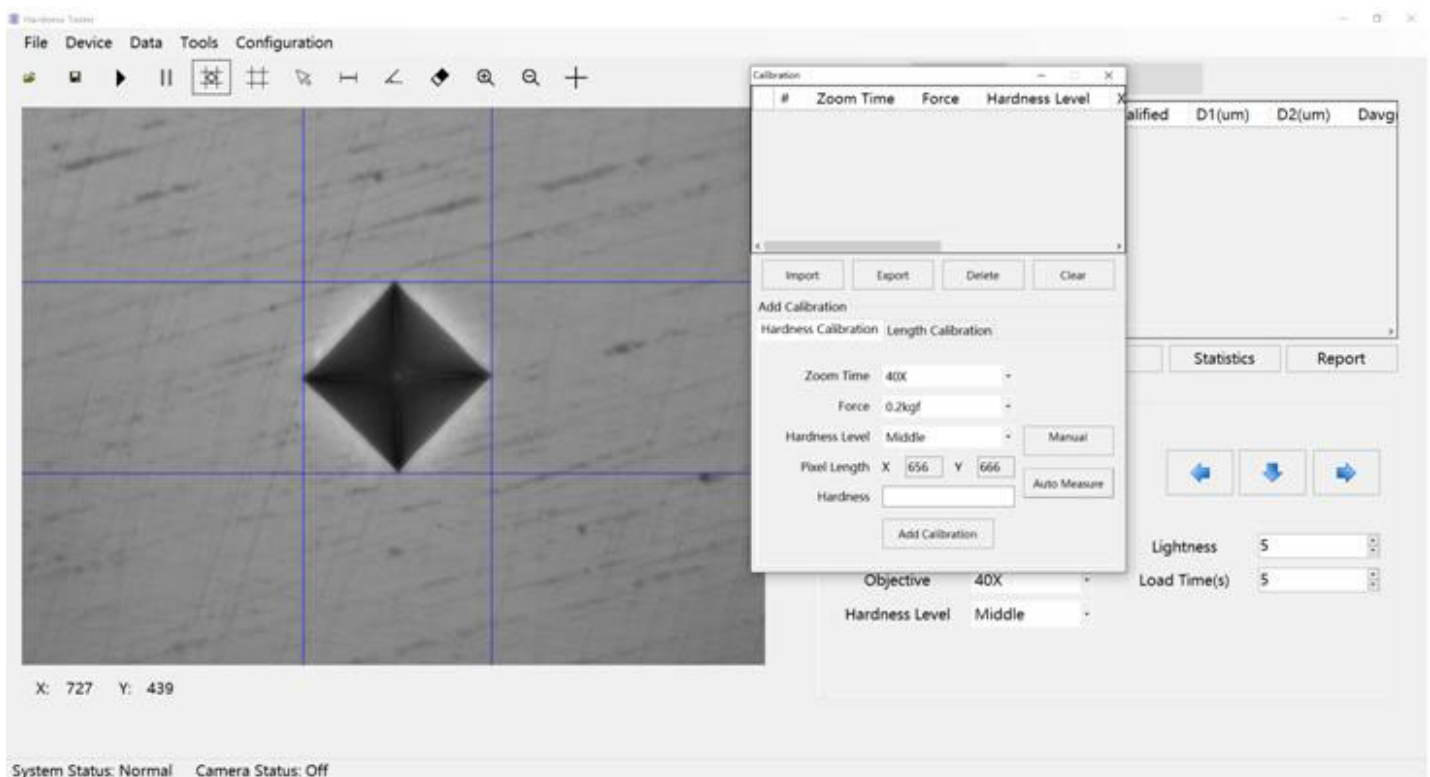 Hardness Tester
File Device Data Tools Configuration
Calibration
# Zoom Time Force Hardness Level X
alified D1(um) D2(um) Davg
Import Export Delete Clear
Add Calibration
Hardness Calibration Length Calibration
Statistics Report
Zoom Time 40X
Force 0.2kgf
Hardness Level Middle Manual
Pixel Length X 656 Y 666
Auto Measure
Hardness
Add Calibration
Lightness 5
Objective 40X Load Time(s) 5
Hardness Level Middle
X: 727 Y: 439
System Status: Normal Camera Status: Off